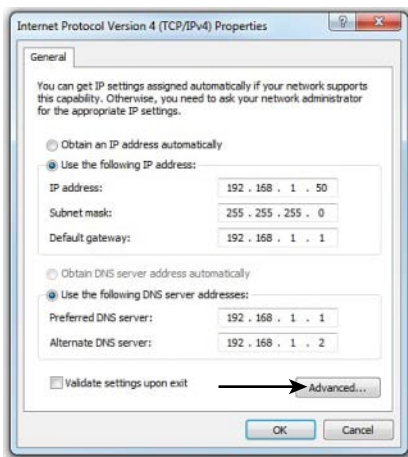 Internet Protocol Version 4 (TCP/IPv4) Properties
General
You can get IP settings assigned automatically if your network supports
this capability. Otherwise, you need to ask your network administrator
for the appropriate IP settings.
Obtain an IP address automatically
Use the following IP address:
IP address: 192 . 168 . 1 . 50
Subnet mask: 255 . 255 . 255 . 0
Default gateway: 192 . 168 . 1 . 1
Obtain DNS server address automatically
Use the following DNS server addresses:
Preferred DNS server: 192 . 168 . 1 . 1
Alternate DNS server: 192 . 168 . 1 . 2
Validate settings upon exit Advanced...
OK Cancel